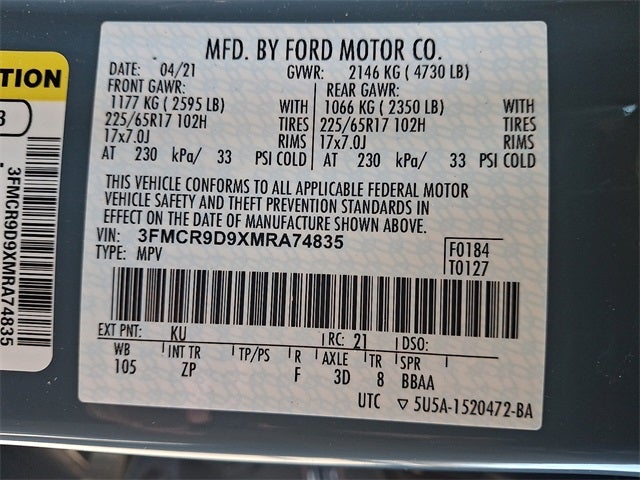 TION
3
3FMCR9D9XMRA74835
MFD. BY FORD MOTOR CO.
DATE: 04/21 GVWR: 2146 KG ( 4730 LB)
FRONT GAWR: REAR GAWR:
1177 KG ( 2595 LB) WITH 1066 KG ( 2350 LB) WITH
225/65R17 102H TIRES 225/65R17 102H TIRES
17x7.0J RIMS 17x7.0J RIMS
AT 230 kPa/ 33 PSI COLD AT 230 kPa/ 33 PSI COLD
THIS VEHICLE CONFORMS TO ALL APPLICABLE FEDERAL MOTOR
VEHICLE SAFETY AND THEFT PREVENTION STANDARDS IN
EFFECT ON THE DATE OF MANUFACTURE SHOWN ABOVE.
VIN: 3FMCR9D9XMRA74835
TYPE: MPV
F0184
T0127
EXT PNT: KU RC: 21 DSO:
WB INT TR TP/PS R AXLE TR SPR
105 ZP F 3D 8 BBAA
UTC ▽ 5U5A-1520472-BA